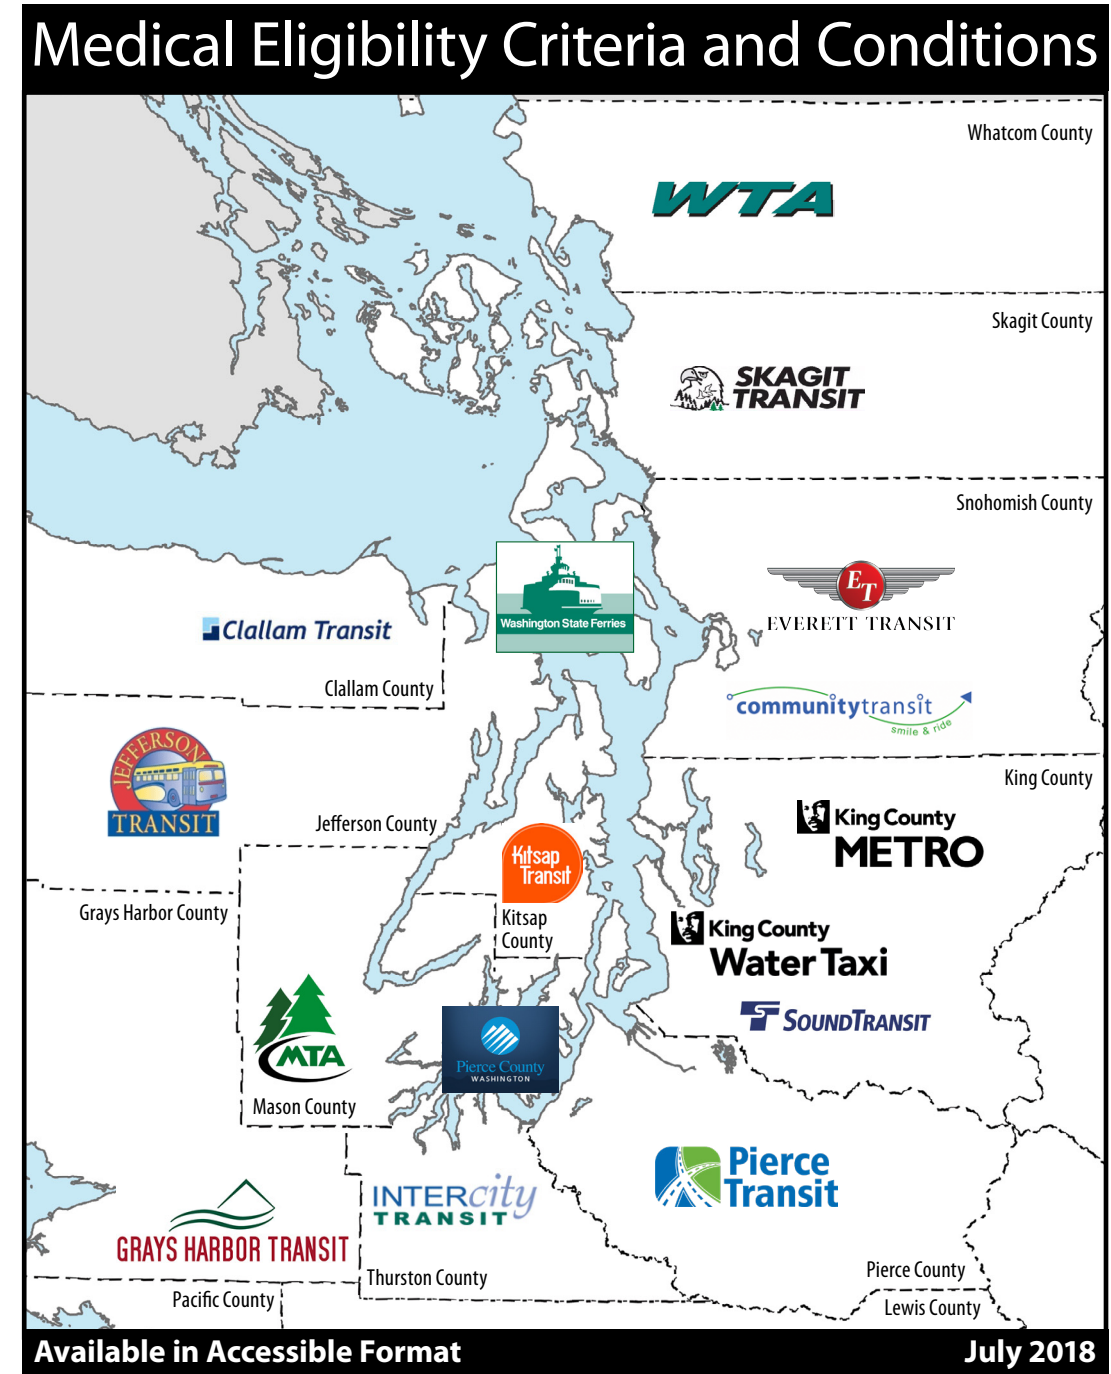 Medical Eligibility Criteria and Conditions
Whatcom County
WTA
Skagit County
SKAGIT
TRANSIT
Snohomish County
ET
EVERETT TRANSIT
Washington State Ferries
Clallam Transit
Clallam County
communitytransit
smile & ride
JEFFERSON
TRANSIT
King County
King County
METRO
Jefferson County
Kitsap
Transit
Kitsap
County
Grays Harbor County
King County
Water Taxi
SOUNDTRANSIT
MTA
Mason County
Pierce County
WASHINGTON
Pierce
Transit
INTERcity
TRANSIT
GRAYS HARBOR TRANSIT
Thurston County
Pierce County
Pacific County
Lewis County
Available in Accessible Format
July 2018